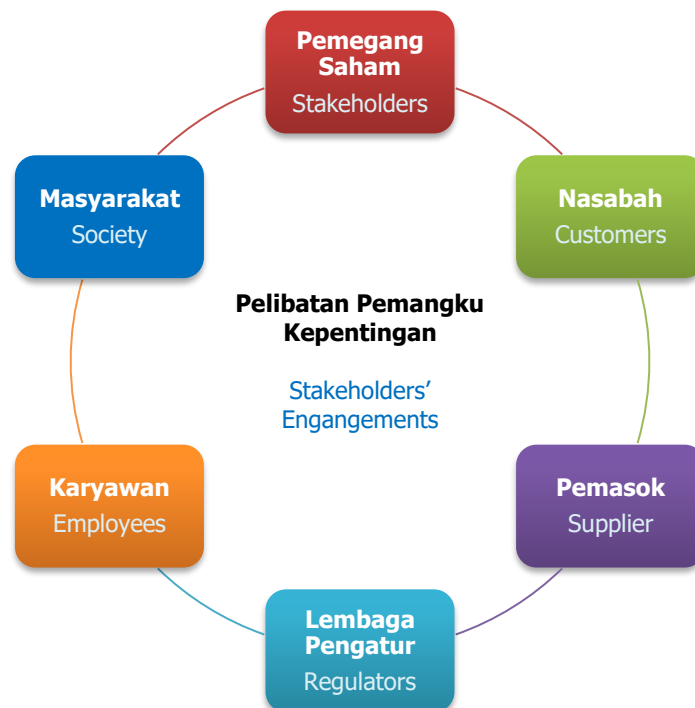 Pemegang
Saham
Stakeholders
Masyarakat
Society
Nasabah
Customers
Pelibatan Pemangku
Kepentingan
Stakeholders’
Engangements
Karyawan
Employees
Pemasok
Supplier
Lembaga
Pengatur
Regulators